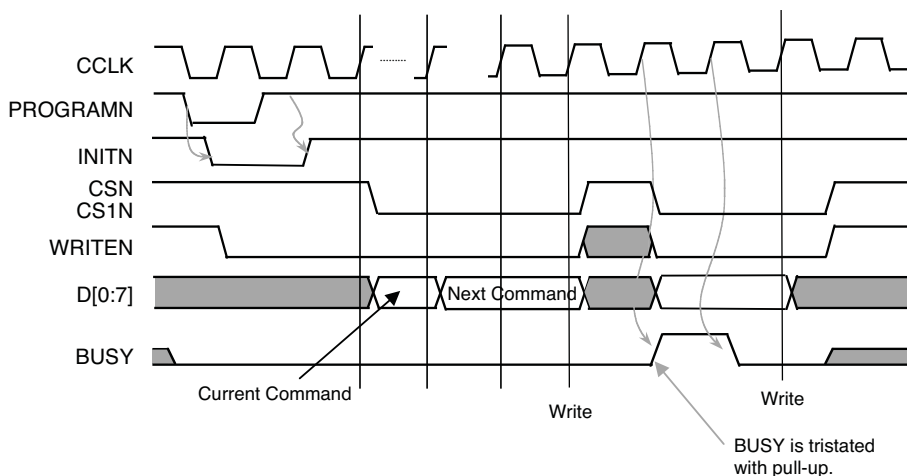 CCLK
PROGRAMN
INITN
CSN
CS1N
WRITEN
D[0:7]
Next Command
BUSY
Current Command
Write
Write
BUSY is tristated
with pull-up.